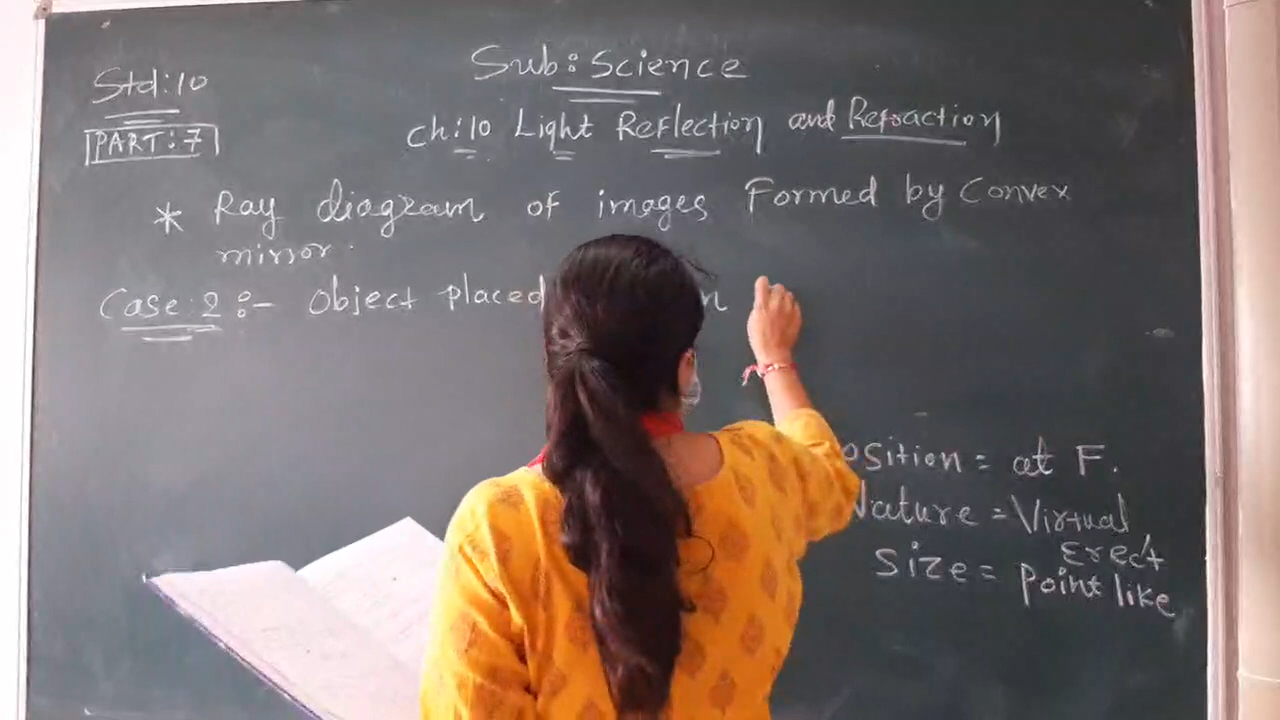 Sub: Science
Std:10
PART:7
Ch:10 Light Reflection and Refraction
* Ray diagram of images Formed by Convex
mirror.
Case:2 :- Object placed
Position = at F.
Nature = Virtual
Erect
Size = Point like